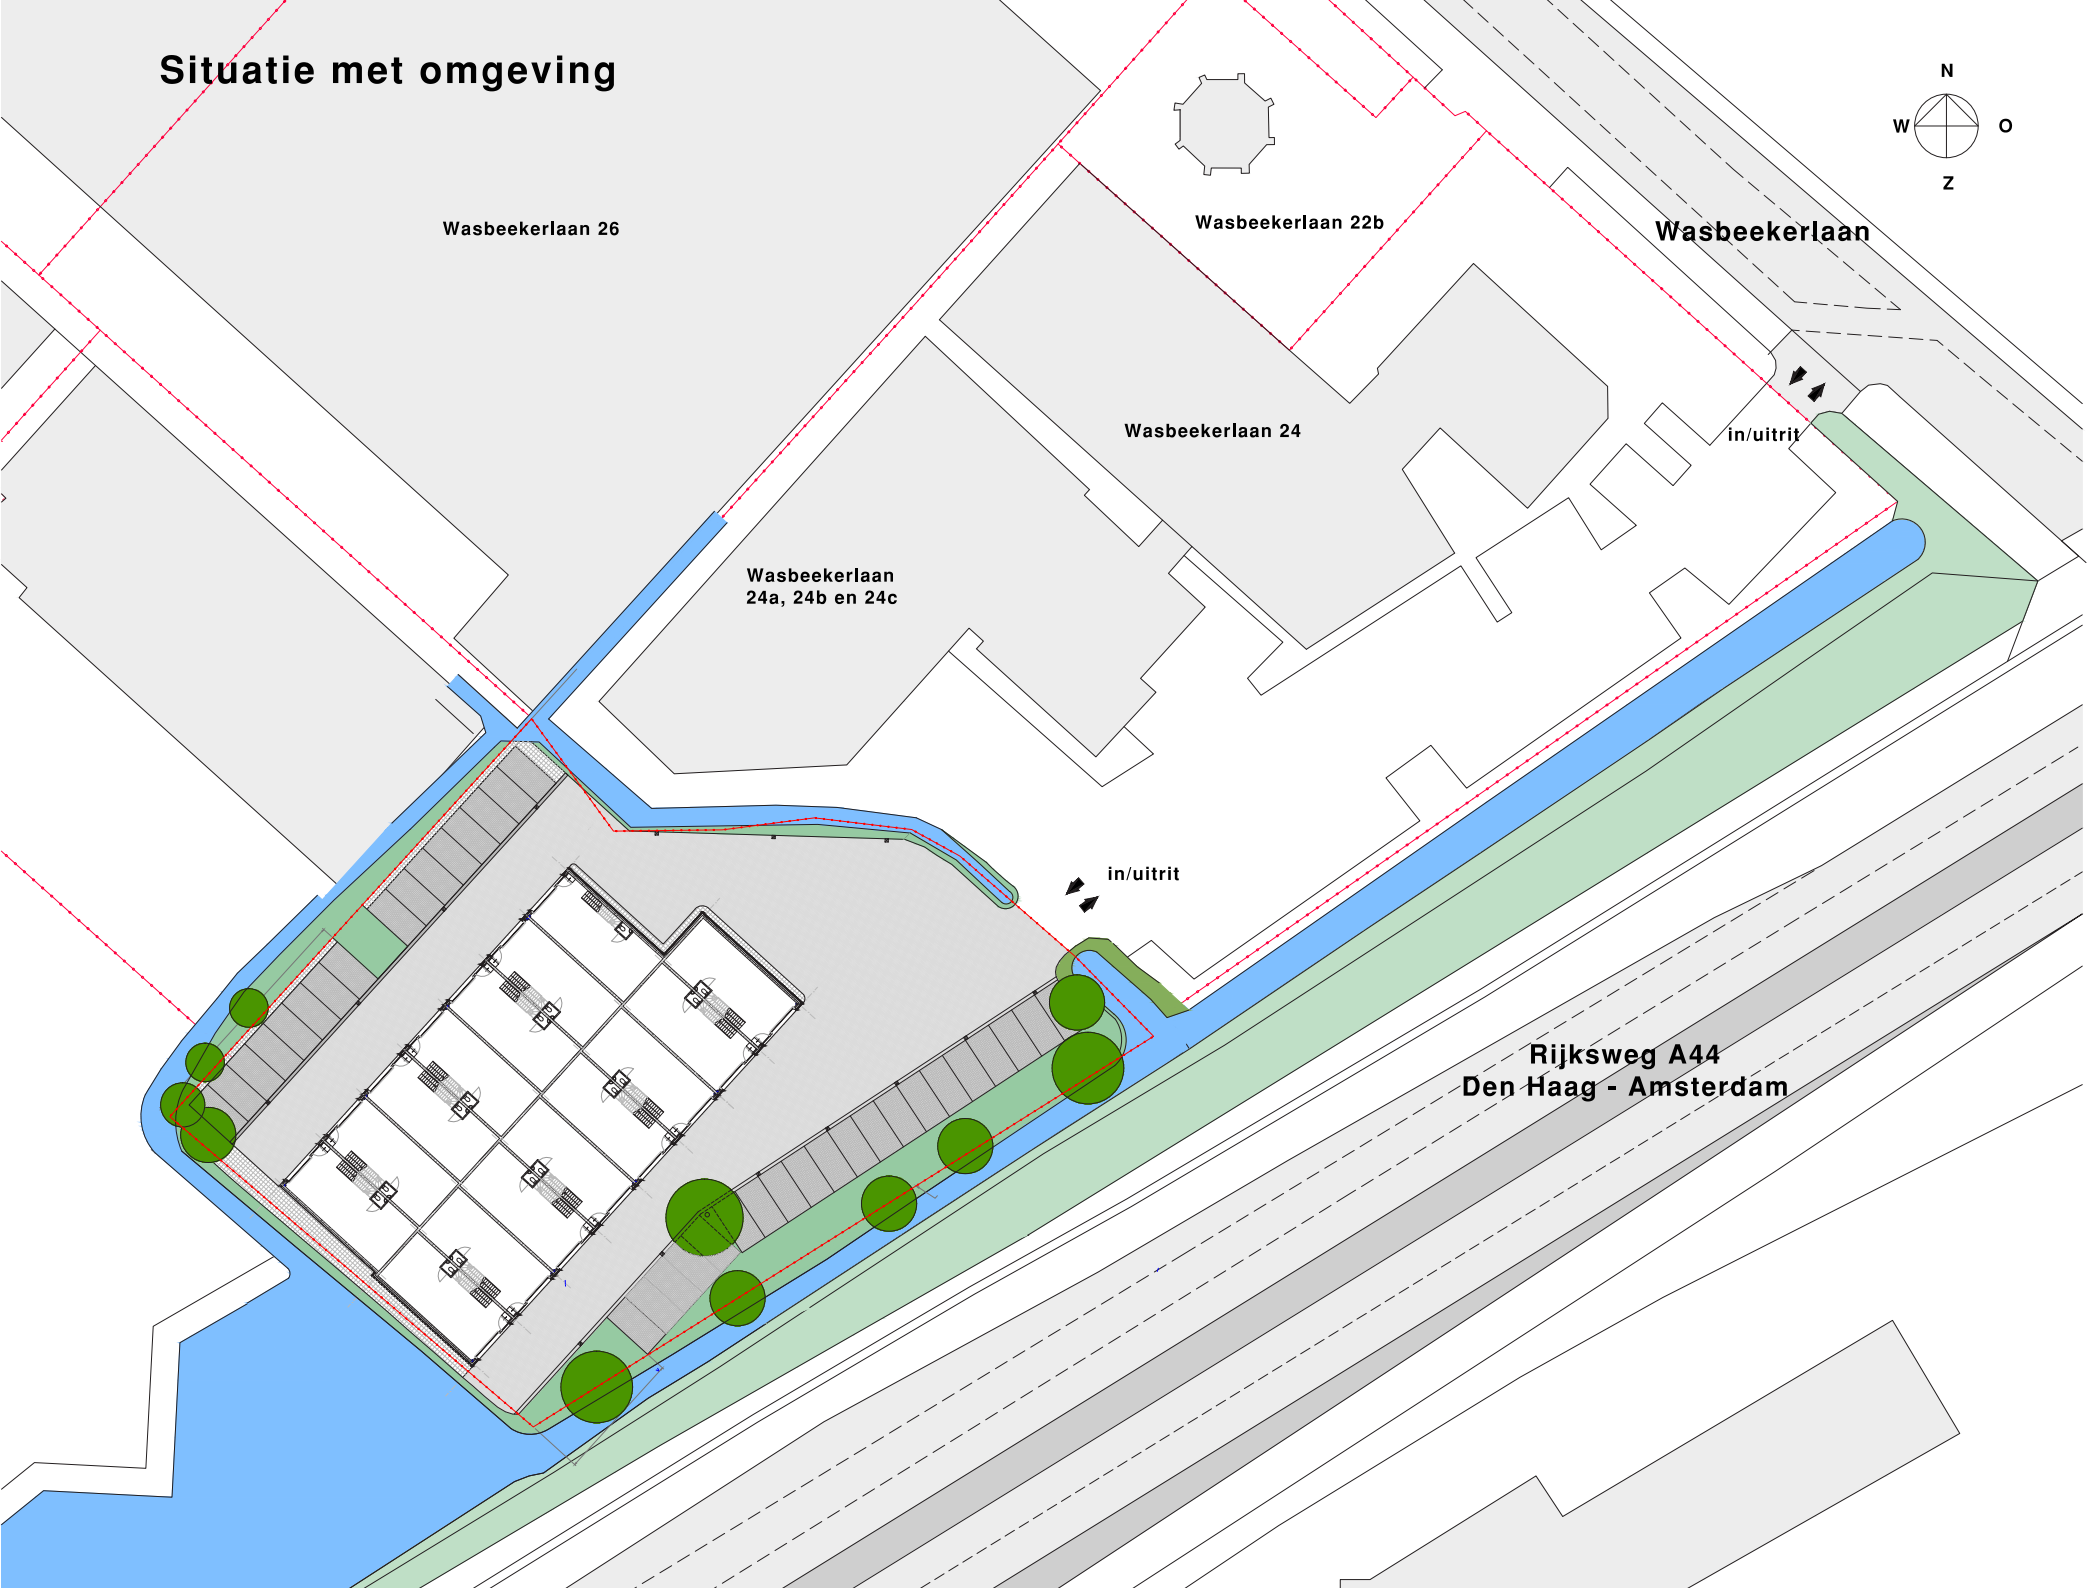 Situatie met omgeving
N
W
O
Z
Wasbeekerlaan 26
Wasbeekerlaan 22b
Wasbeekerlaan
Wasbeekerlaan 24
in/uitrit
Wasbeekerlaan
24a, 24b en 24c
in/uitrit
Rijksweg A44
Den Haag - Amsterdam